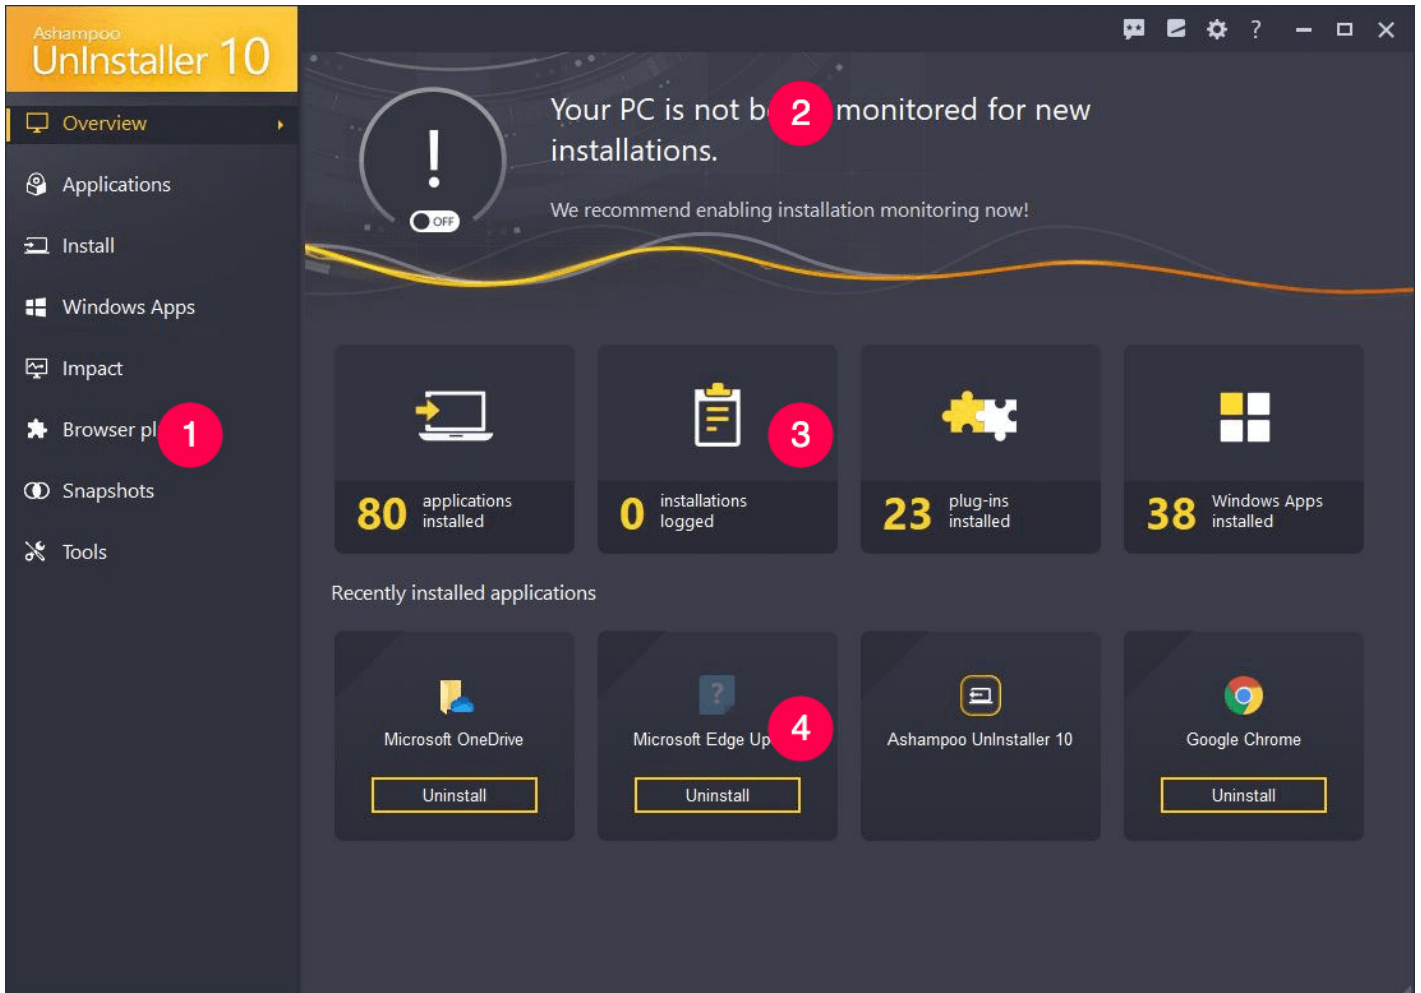 Ashampoo
UnInstaller 10
Overview
Applications
Install
Windows Apps
Impact
Browser
1
Snapshots
Tools
?
Your PC is not 2 monitored for new
installations.
!
OFF
We recommend enabling installation monitoring now!
3
80 applications
installed
0 installations
logged
23 plug-ins
installed
38 Windows Apps
installed
Recently installed applications
?
4
Microsoft OneDrive
Uninstall
Microsoft Edge
Uninstall
Ashampoo UnInstaller 10
Google Chrome
Uninstall